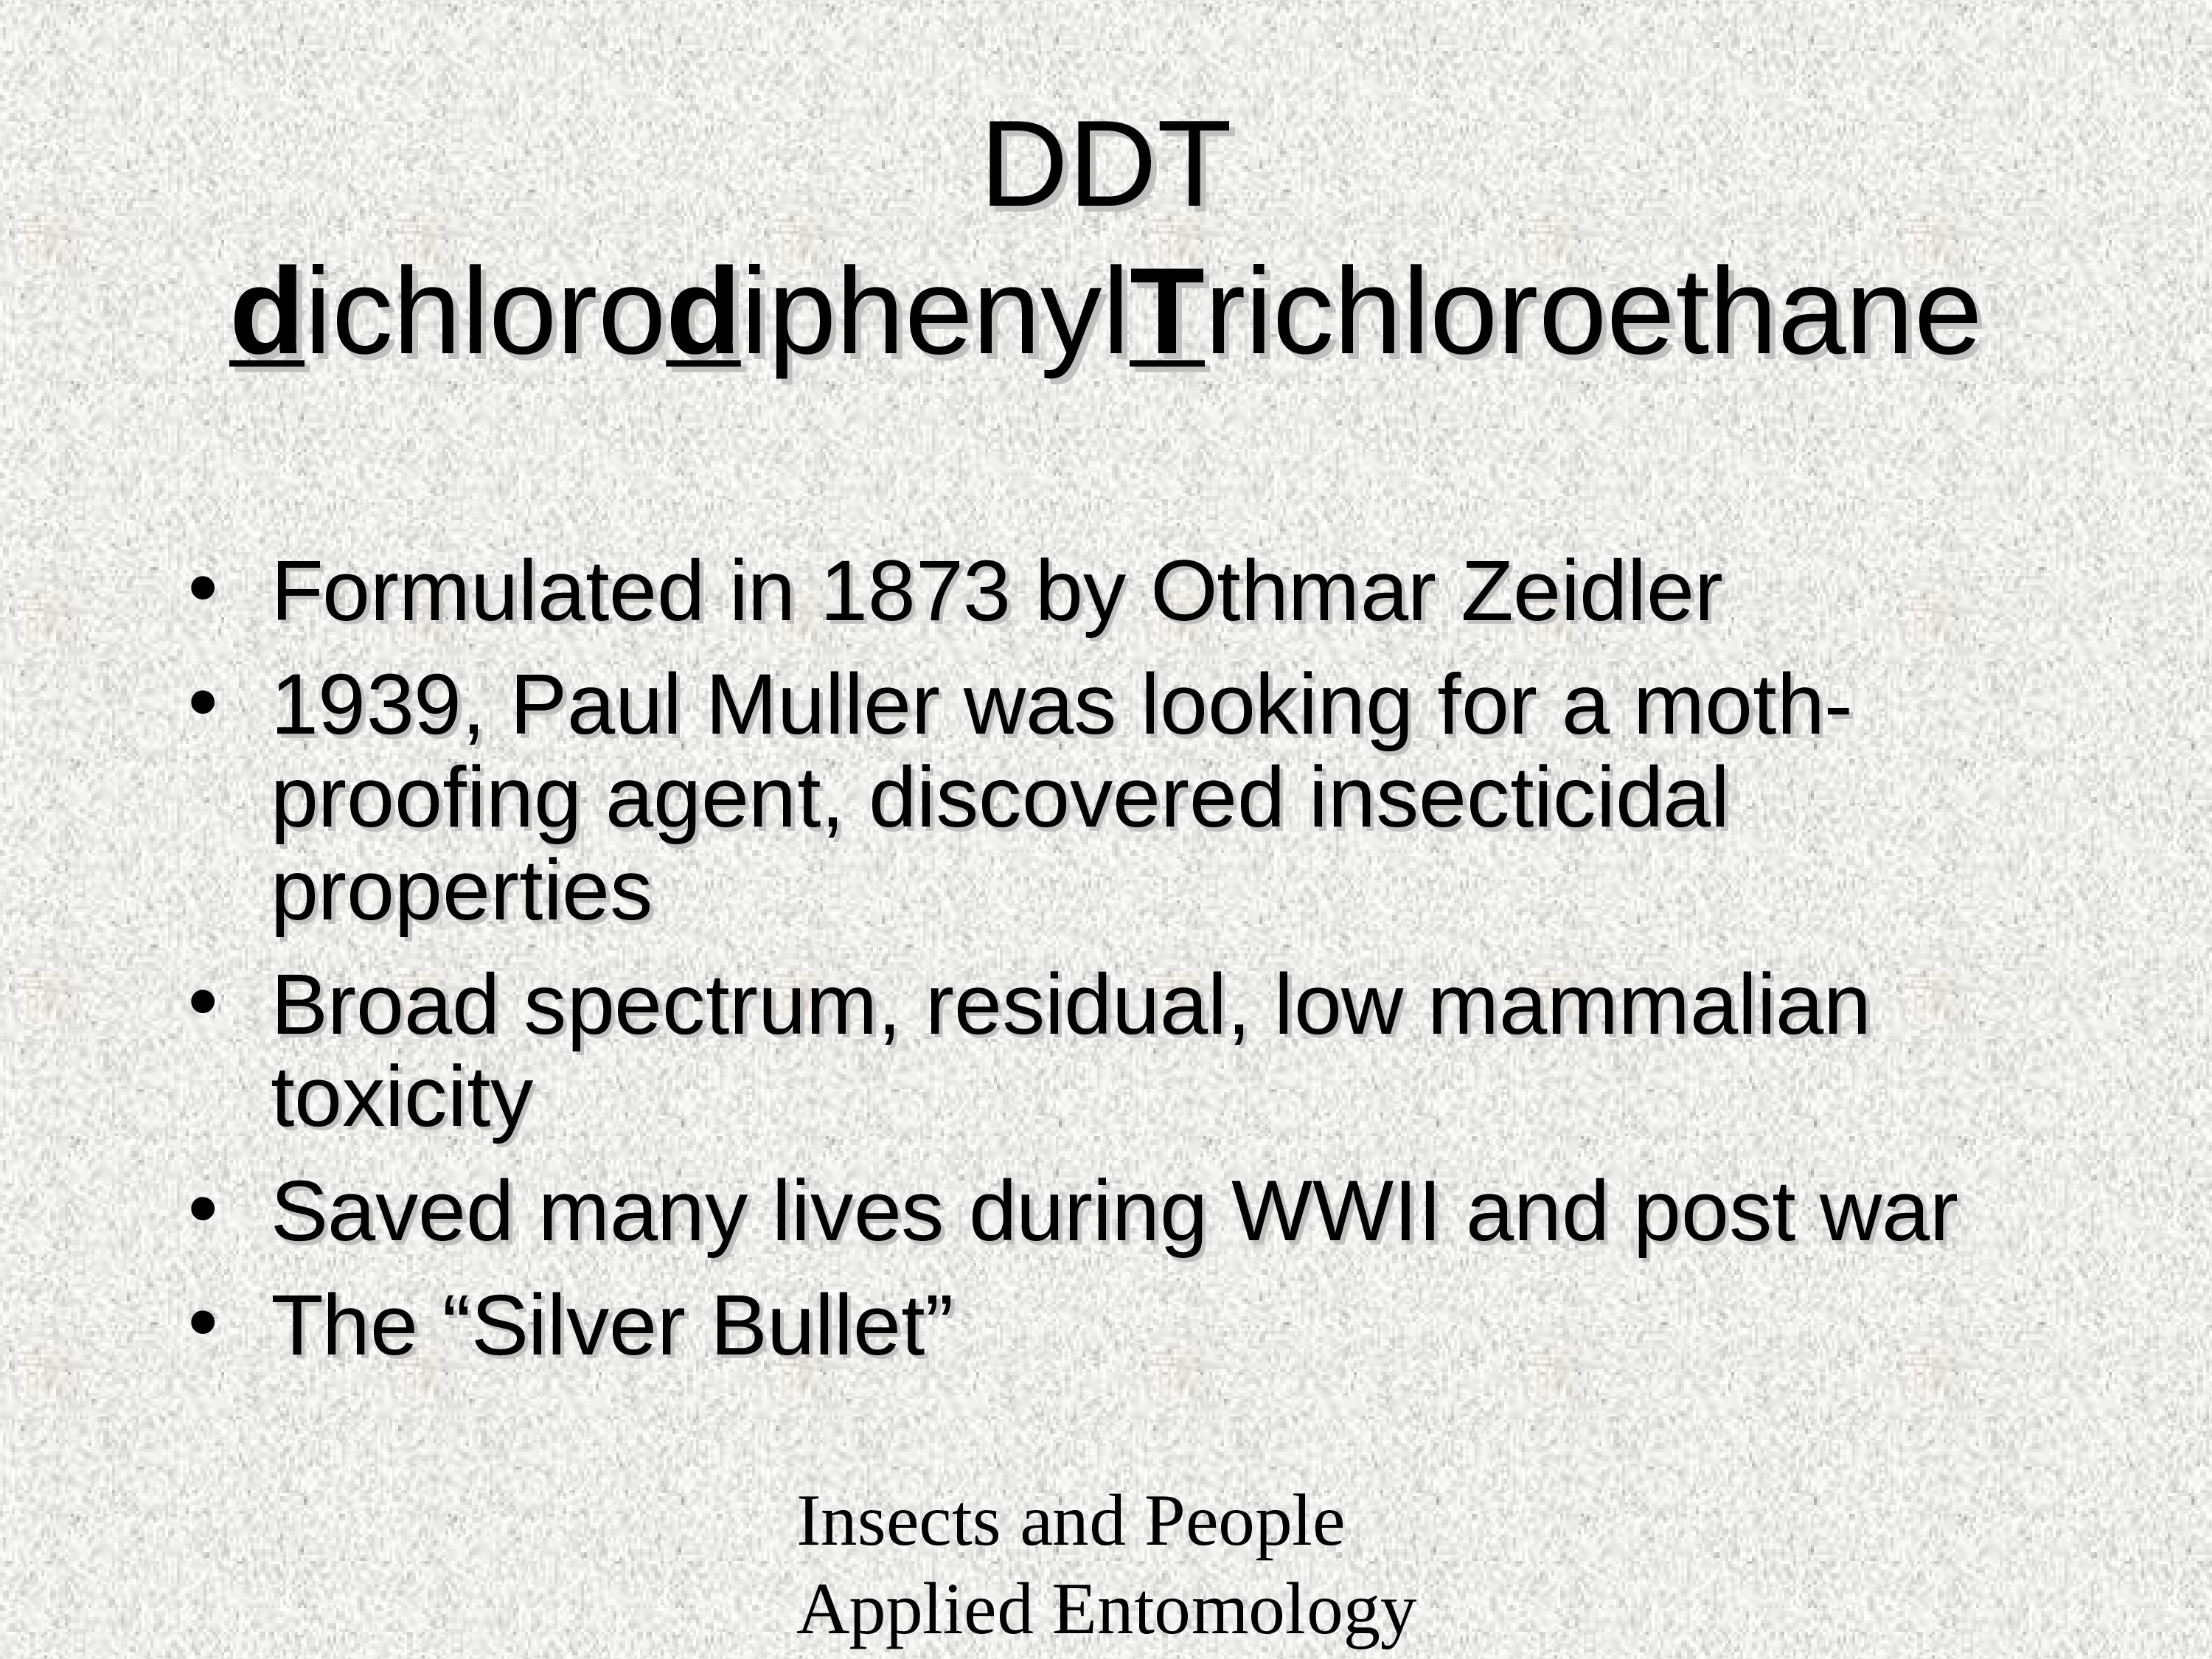 DDT
dichlorodiphenylTrichloroethane
• Formulated in 1873 by Othmar Zeidler
• 1939, Paul Muller was looking for a moth-
proofing agent, discovered insecticidal
properties
• Broad spectrum, residual, low mammalian
toxicity
• Saved many lives during WWII and post war
• The “Silver Bullet”
Insects and People
Applied Entomology